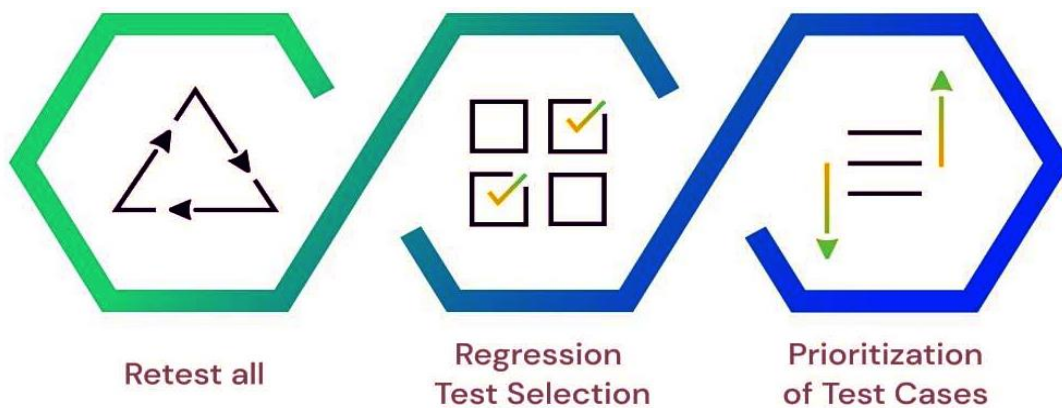 Retest all
Regression
Test Selection
Prioritization
of Test Cases